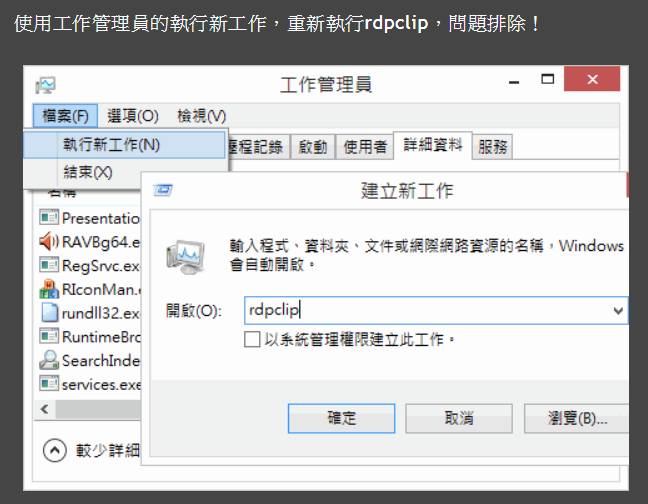 使用工作管理員的執行新工作，重新執行rdpclip，問題排除！
工作管理員
檔案(F) 選項(O) 檢視(V)
執行新工作(N)
結束(X)
歷程記錄 啟動 使用者 詳細資料 服務
名稱
Presentatio
RAVBg64.e
RegSrvc.exe
RIconMan.e
rundll32.exe
RuntimeBro
SearchInde
services.exe
較少詳細
建立新工作
輸入程式、資料夾、文件或網際網路資源的名稱，Windows
會自動開啟。
開啟(O): rdpclip
以系統管理權限建立此工作。
確定 取消 瀏覽(B)...